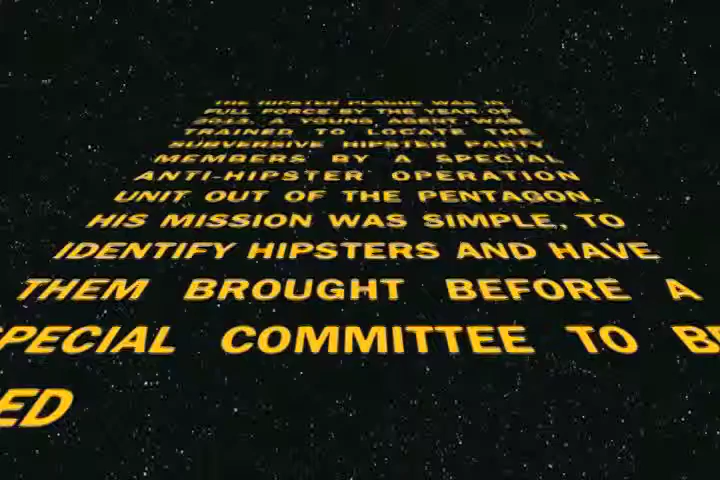 THE HIPSTER PLAGUE WAS IN
FULL FORCE BY THE YEAR OF
2013. A YOUNG AGENT WAS
TRAINED TO LOCATE THE
SUBVERSIVE HIPSTER PARTY
MEMBERS BY A SPECIAL
ANTI-HIPSTER OPERATION
UNIT OUT OF THE PENTAGON.
HIS MISSION WAS SIMPLE, TO
IDENTIFY HIPSTERS AND HAVE
THEM BROUGHT BEFORE A
SPECIAL COMMITTEE TO BE
ED